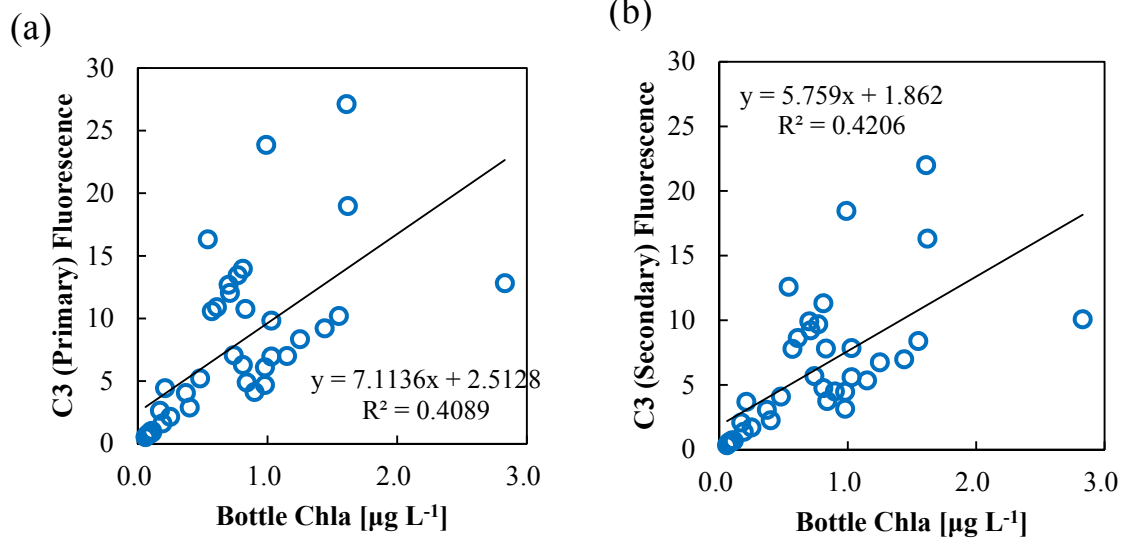 (a)
C3 (Primary) Fluorescence
30
25
20
15
10
5
0
y = 7.1136x + 2.5128
R² = 0.4089
0.0 1.0 2.0 3.0
Bottle Chla [µg L⁻¹]
(b)
C3 (Secondary) Fluorescence
30
25
20
15
10
5
0
y = 5.759x + 1.862
R² = 0.4206
0.0 1.0 2.0 3.0
Bottle Chla [µg L⁻¹]